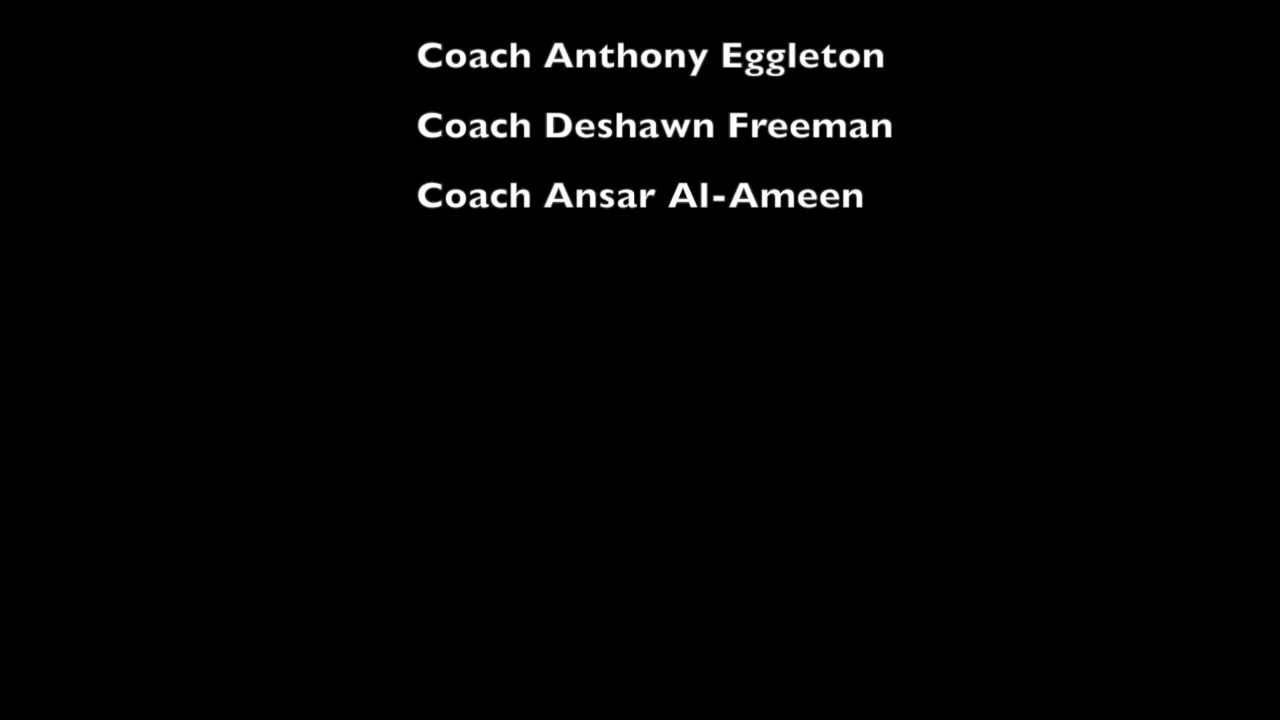 Coach Anthony Eggleton
Coach Deshawn Freeman
Coach Ansar Al-Ameen